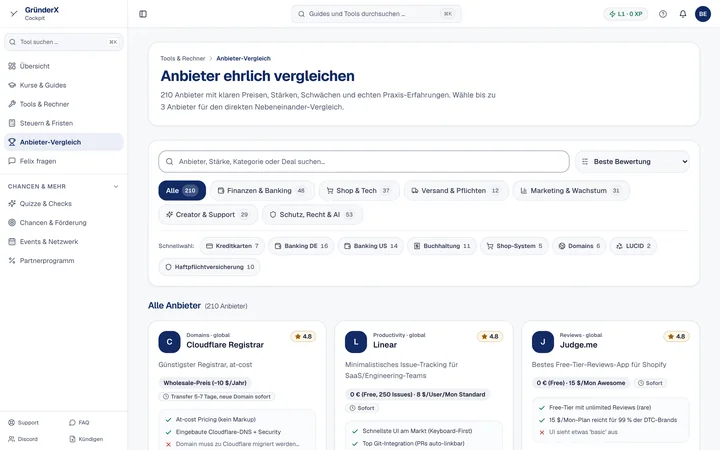 GründerX
Cockpit
Guides und Tools durchsuchen ...
⌘K
L1 · 0 XP
BE
Tool suchen ...
⌘K
Übersicht
Kurse & Guides
Tools & Rechner
Steuern & Fristen
Anbieter-Vergleich
Felix fragen
CHANCEN & MEHR
Quizze & Checks
Chancen & Förderung
Events & Netzwerk
Partnerprogramm
Support
FAQ
Discord
Kündigen
Tools & Rechner > Anbieter-Vergleich
Anbieter ehrlich vergleichen
210 Anbieter mit klaren Preisen, Stärken, Schwächen und echten Praxis-Erfahrungen. Wähle bis zu
3 Anbieter für den direkten Nebeneinander-Vergleich.
Anbieter, Stärke, Kategorie oder Deal suchen...
Beste Bewertung
Alle 210
Finanzen & Banking 48
Shop & Tech 37
Versand & Pflichten 12
Marketing & Wachstum 31
Creator & Support 29
Schutz, Recht & AI 53
Schnellwahl:
Kreditkarten 7
Banking DE 16
Banking US 14
Buchhaltung 11
Shop-System 5
Domains 6
LUCID 2
Haftpflichtversicherung 10
Alle Anbieter (210 Anbieter)
C
Domains · global
Cloudflare Registrar
4.8
Günstigster Registrar, at-cost
Wholesale-Preis (~10 $/Jahr)
Transfer 5-7 Tage, neue Domain sofort
At-cost Pricing (kein Markup)
Eingebaute Cloudflare-DNS + Security
Domain muss zu Cloudflare migriert werden...
L
Productivity · global
Linear
4.8
Minimalistisches Issue-Tracking für
SaaS/Engineering-Teams
0 € (Free, 250 Issues) · 8 $/User/Mon Standard
Sofort
Schnellste UI am Markt (Keyboard-First)
Top Git-Integration (PRs auto-linkbar)
J
Reviews · global
Judge.me
4.8
Bestes Free-Tier-Reviews-App für Shopify
0 € (Free) · 15 $/Mon Awesome
Sofort
Free-Tier mit unlimited Reviews (rare)
15 $/Mon-Plan reicht für 99 % der DTC-Brands
UI sieht etwas 'basic' aus